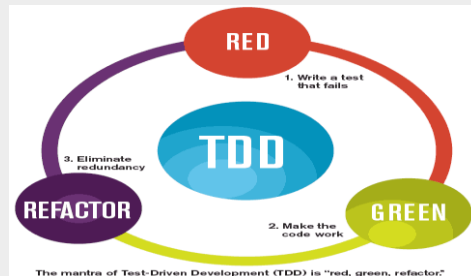 RED
1. Write a test
that fails
TDD
3. Eliminate
redundancy
REFACTOR
GREEN
2. Make the
code work
The mantra of Test-Driven Development (TDD) is "red, green, refactor."